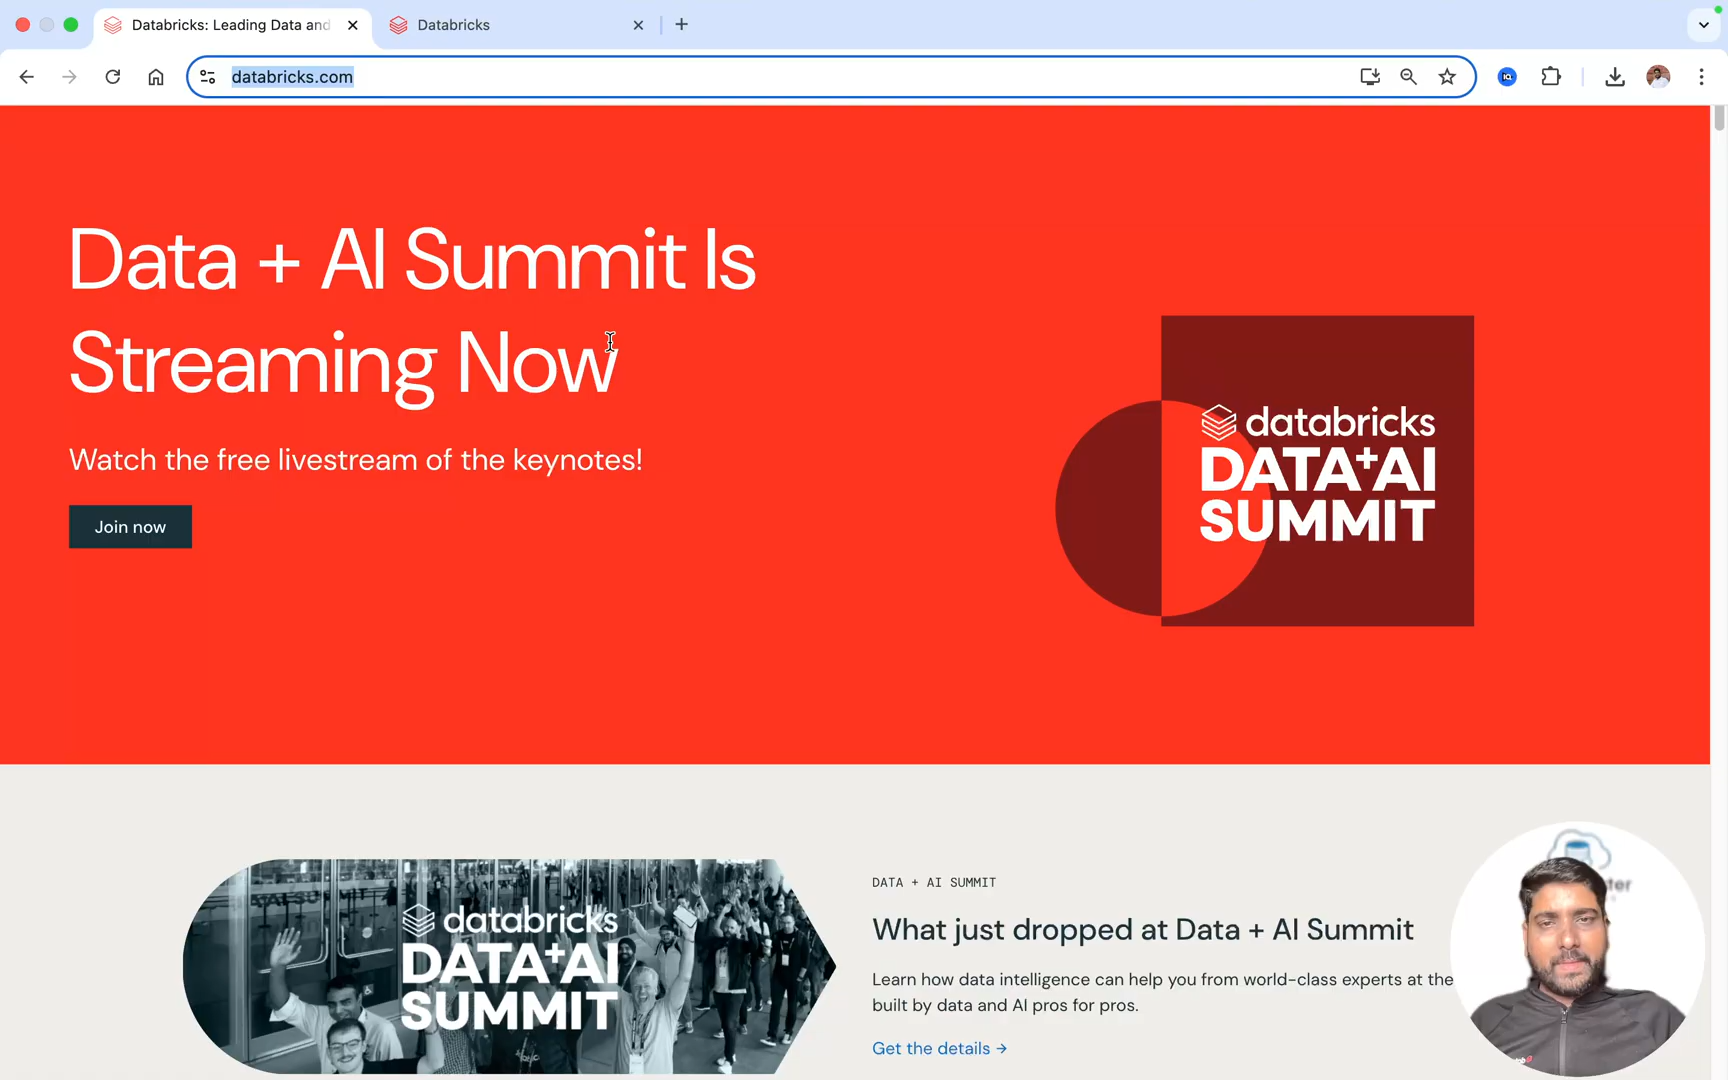 Databricks: Leading Data and
Databricks
databricks.com
Data + AI Summit Is
Streaming Now
Watch the free livestream of the keynotes!
Join now
databricks
DATA+AI
SUMMIT
databricks
DATA+AI
SUMMIT
DATA + AI SUMMIT
What just dropped at Data + AI Summit
Learn how data intelligence can help you from world-class experts at the
built by data and AI pros for pros.
Get the details →